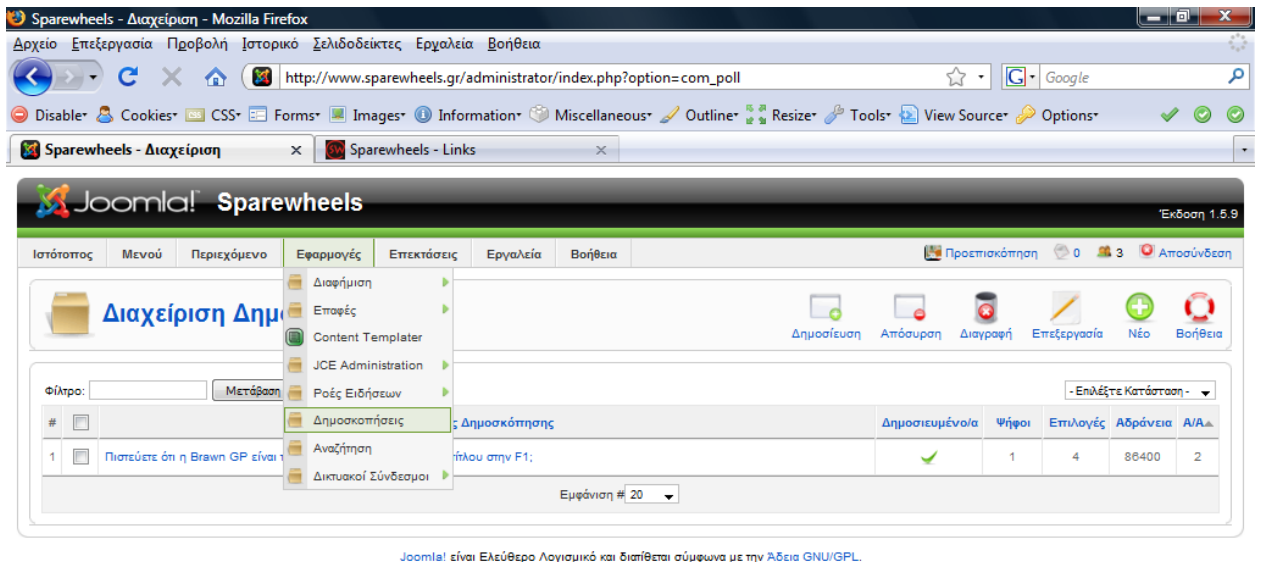 Sparewheels - Διαχείριση - Mozilla Firefox
Αρχείο Επεξεργασία Προβολή Ιστορικό Σελιδοδείκτες Εργαλεία Βοήθεια
http://www.sparewheels.gr/administrator/index.php?option=com_poll
Google
Disable Cookies CSS Forms Images Information Miscellaneous Outline Resize Tools View Source Options
Sparewheels - Διαχείριση
Sparewheels - Links
Joomla! Sparewheels
Έκδοση 1.5.9
Ιστότοπος Μενού Περιεχόμενο Εφαρμογές Επεκτάσεις Εργαλεία Βοήθεια
Προεπισκόπηση 0 3 Αποσύνδεση
Διαφήμιση
Επαφές
Content Templater
JCE Administration
Ροές Ειδήσεων
Δημοσκοπήσεις
Αναζήτηση
Δικτυακοί Σύνδεσμοι
Διαχείριση Δημ
Δημοσίευση Απόσυρση Διαγραφή Επεξεργασία Νέο Βοήθεια
Φίλτρο: Μετάβαση
- Επιλέξτε Κατάσταση -
# ς Δημοσκόπησης Δημοσιευμένο/α Ψήφοι Επιλογές Αδράνεια Α/Α
1 Πιστεύετε ότι η Brawn GP είναι τίτλου στην F1; 1 4 86400 2
Εμφάνιση # 20
Joomla! είναι Ελεύθερο Λογισμικό και διατίθεται σύμφωνα με την Άδεια GNU/GPL.